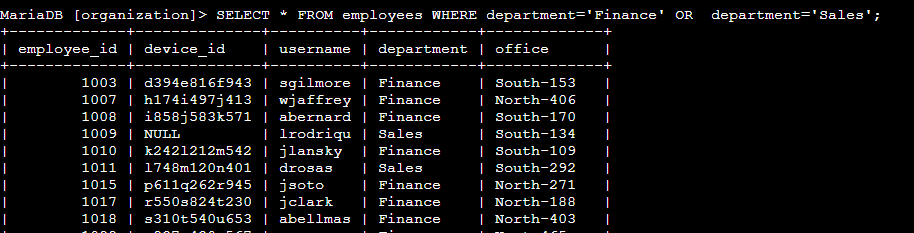 MariaDB [organization]> SELECT * FROM employees WHERE department='Finance' OR  department='Sales';
+-------------+--------------+----------+------------+-------------+
| employee_id | device_id    | username | department | office      |
+-------------+--------------+----------+------------+-------------+
|        1003 | d394e816f943 | sgilmore | Finance    | South-153   |
|        1007 | h174i497j413 | wjaffrey | Finance    | North-406   |
|        1008 | i858j583k571 | abernard | Finance    | South-170   |
|        1009 | NULL         | lrodriqu | Sales      | South-134   |
|        1010 | k242l212m542 | jlansky  | Finance    | South-109   |
|        1011 | l748m120n401 | drosas   | Sales      | South-292   |
|        1015 | p611q262r945 | jsoto    | Finance    | North-271   |
|        1017 | r550s824t230 | jclark   | Finance    | North-188   |
|        1018 | s310t540u653 | abellmas | Finance    | North-403   |